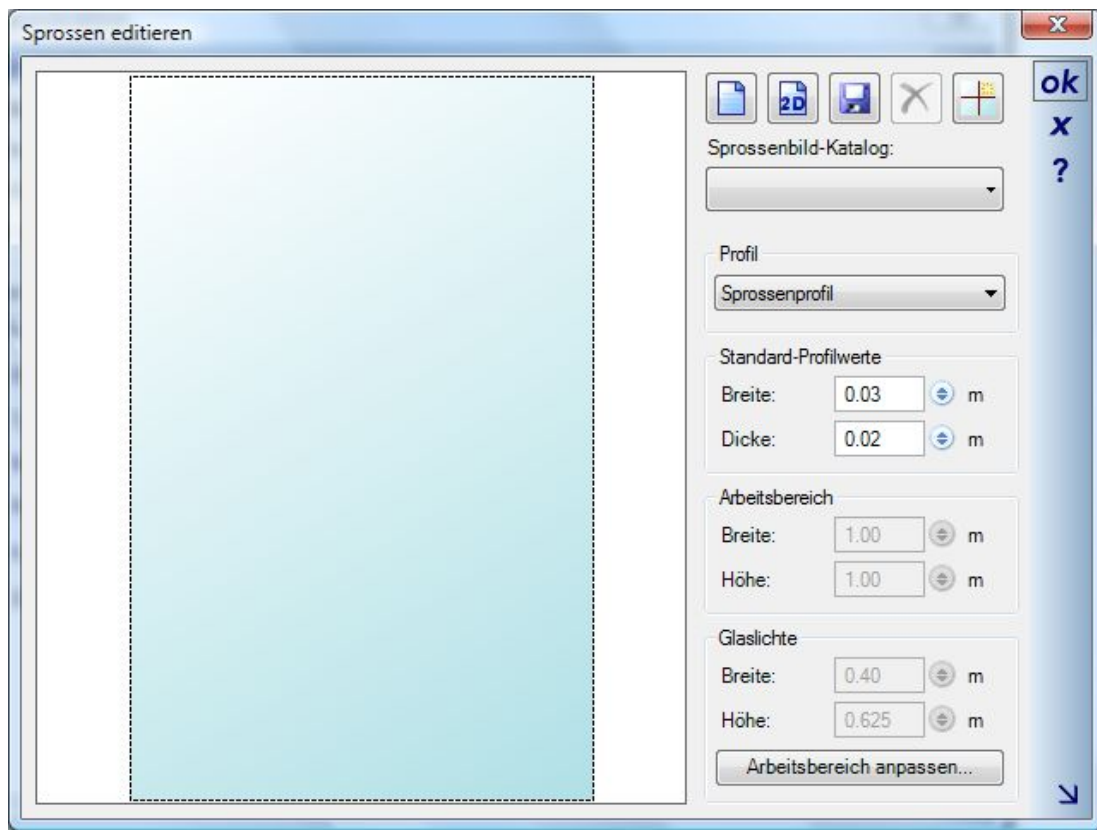 Sprossen editieren
ok
x
?
2D
Sprossenbild-Katalog:
Profil
Sprossenprofil
Standard-Profilwerte
Breite: 0.03 m
Dicke: 0.02 m
Arbeitsbereich
Breite: 1.00 m
Höhe: 1.00 m
Glaslichte
Breite: 0.40 m
Höhe: 0.625 m
Arbeitsbereich anpassen...